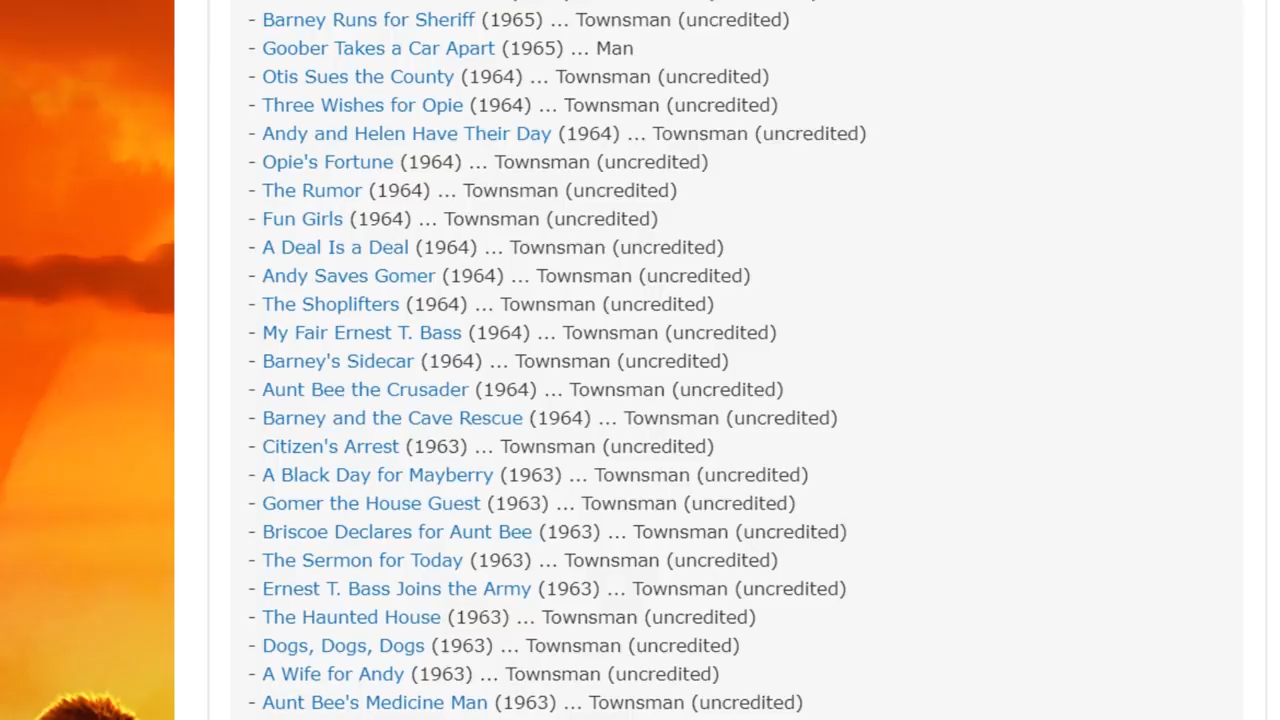 - Barney Runs for Sheriff (1965) ... Townsman (uncredited)
- Goober Takes a Car Apart (1965) ... Man
- Otis Sues the County (1964) ... Townsman (uncredited)
- Three Wishes for Opie (1964) ... Townsman (uncredited)
- Andy and Helen Have Their Day (1964) ... Townsman (uncredited)
- Opie's Fortune (1964) ... Townsman (uncredited)
- The Rumor (1964) ... Townsman (uncredited)
- Fun Girls (1964) ... Townsman (uncredited)
- A Deal Is a Deal (1964) ... Townsman (uncredited)
- Andy Saves Gomer (1964) ... Townsman (uncredited)
- The Shoplifters (1964) ... Townsman (uncredited)
- My Fair Ernest T. Bass (1964) ... Townsman (uncredited)
- Barney's Sidecar (1964) ... Townsman (uncredited)
- Aunt Bee the Crusader (1964) ... Townsman (uncredited)
- Barney and the Cave Rescue (1964) ... Townsman (uncredited)
- Citizen's Arrest (1963) ... Townsman (uncredited)
- A Black Day for Mayberry (1963) ... Townsman (uncredited)
- Gomer the House Guest (1963) ... Townsman (uncredited)
- Briscoe Declares for Aunt Bee (1963) ... Townsman (uncredited)
- The Sermon for Today (1963) ... Townsman (uncredited)
- Ernest T. Bass Joins the Army (1963) ... Townsman (uncredited)
- The Haunted House (1963) ... Townsman (uncredited)
- Dogs, Dogs, Dogs (1963) ... Townsman (uncredited)
- A Wife for Andy (1963) ... Townsman (uncredited)
- Aunt Bee's Medicine Man (1963) ... Townsman (uncredited)